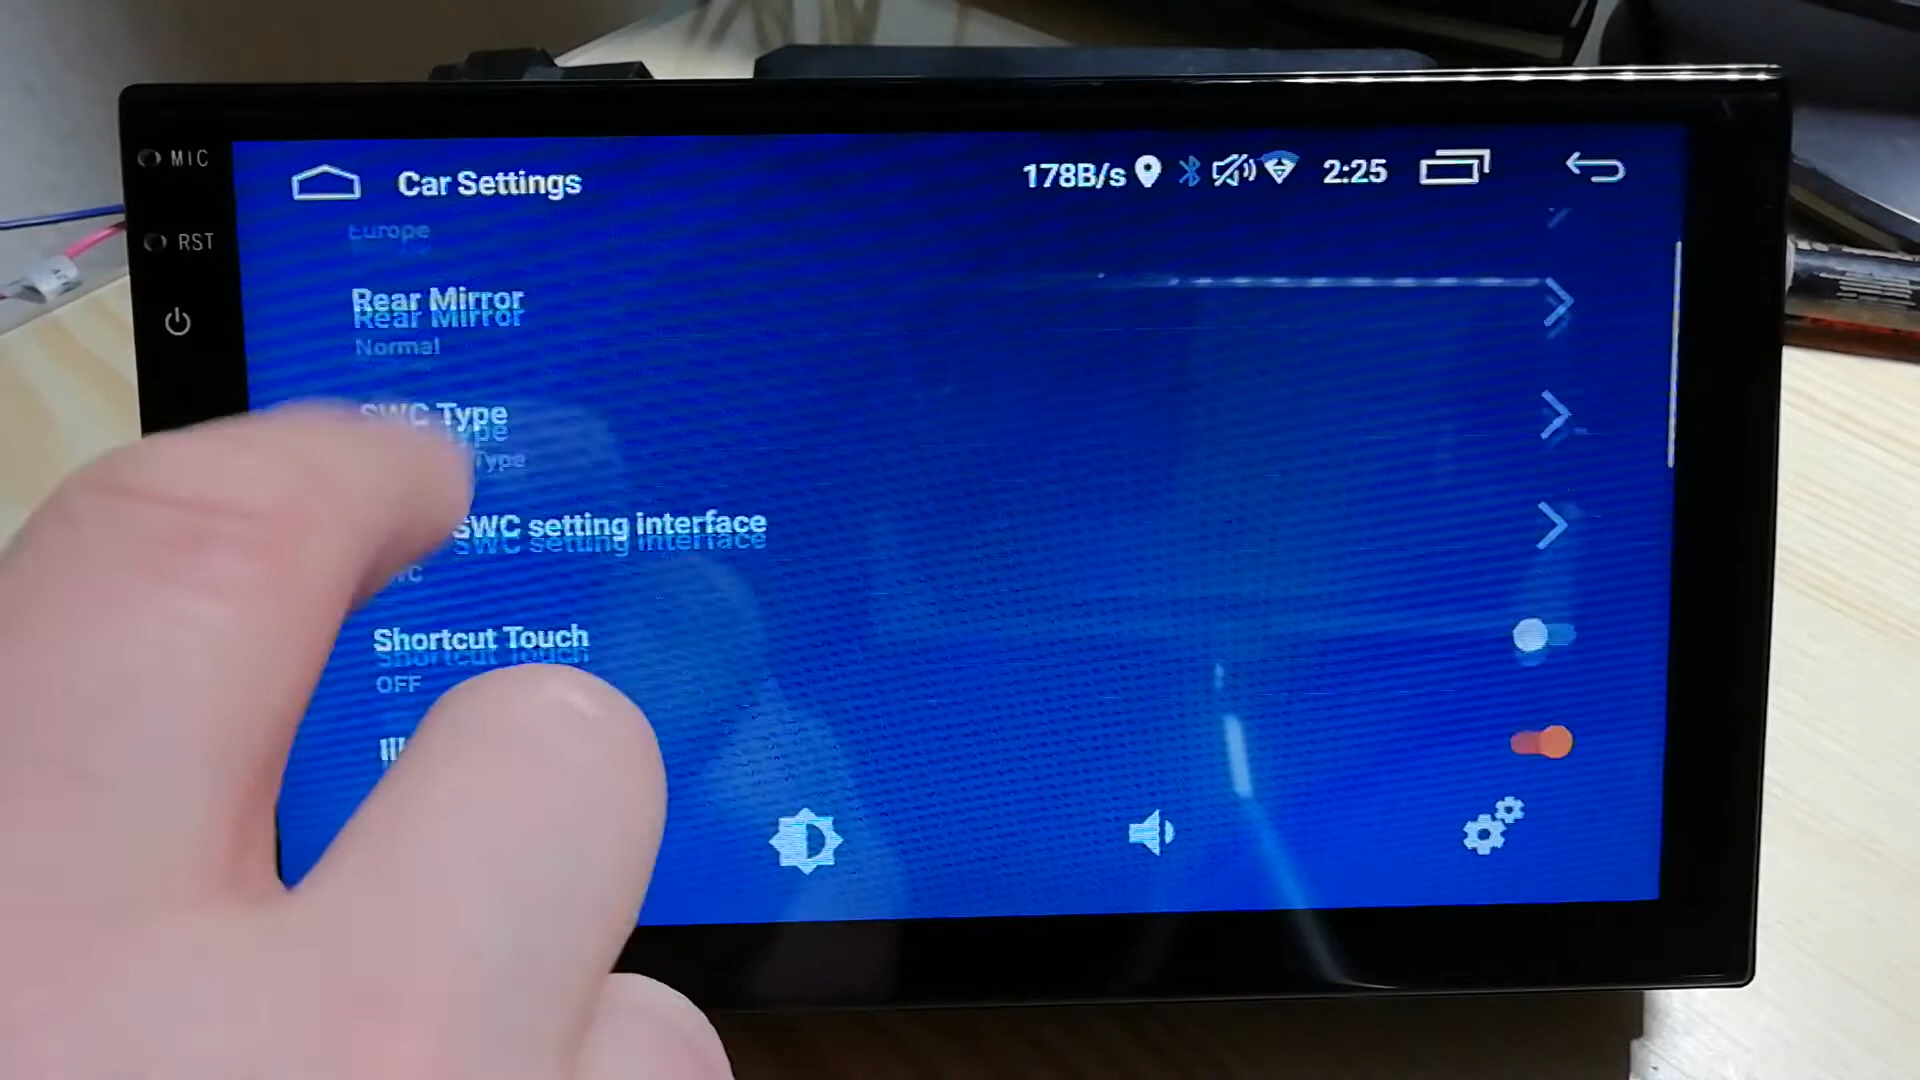 MIC
RST
Car Settings
178B/s
2:25
Europe
Rear Mirror
Normal
SWC Type
Type
SWC setting interface
Shortcut Touch
OFF